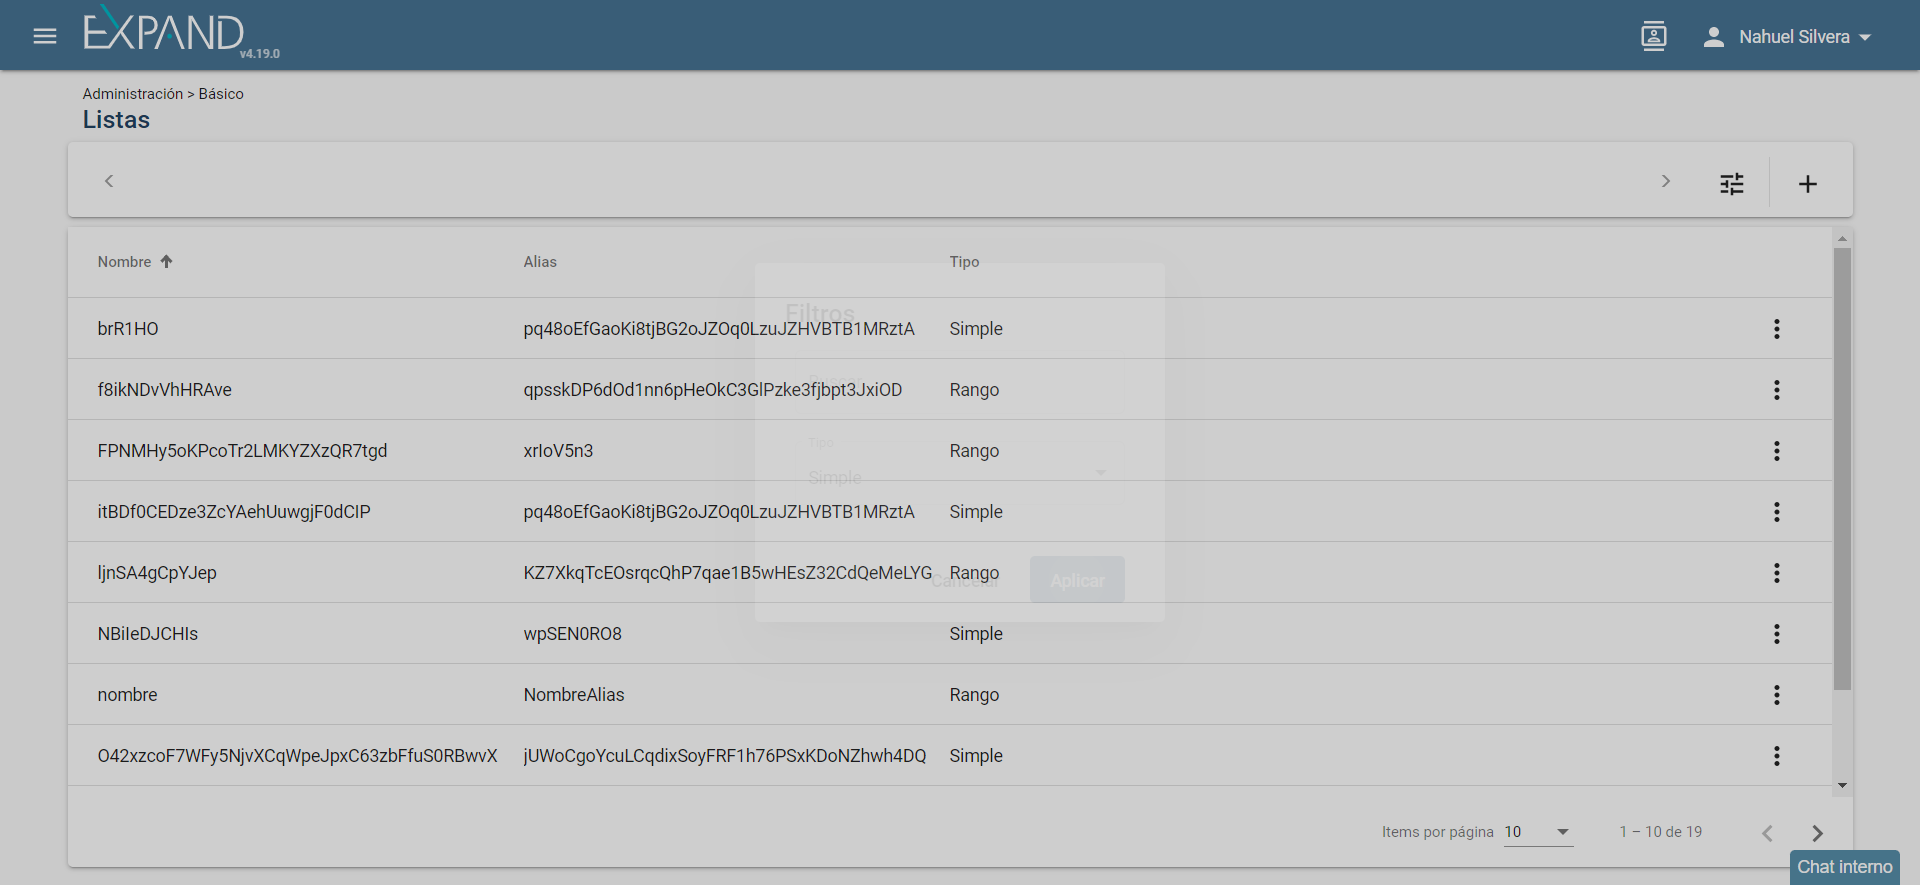 EXPAND
v4.19.0
Nahuel Silvera
Administración > Básico
Listas
Nombre Alias Tipo
brR1HO pq48oEfGaoKi8tjBG2oJZOq0LzuJZHVBTB1MRztA Simple
f8ikNDvVhHRAve qpsskDP6dOd1nn6pHeOkC3GlPzke3fjbpt3JxiOD Rango
FPNMHy5oKPcoTr2LMKYZXzQR7tgd xrIoV5n3 Rango
itBDf0CEDze3ZcYAehUuwgjF0dCIP pq48oEfGaoKi8tjBG2oJZOq0LzuJZHVBTB1MRztA Simple
ljnSA4gCpYJep KZ7XkqTcEOsrqcQhP7qae1B5wHEsZ32CdQeMeLYG Rango
NBiIeDJCHIs wpSEN0RO8 Simple
nombre NombreAlias Rango
O42xzcoF7WFy5NjvXCqWpeJpxC63zbFfuS0RBwvX jUWoCgoYcuLCqdixSoyFRF1h76PSxKDoNZhwh4DQ Simple
Filtros
Tipo
Simple
Cancelar Aplicar
Items por página 10 1 – 10 de 19
Chat interno